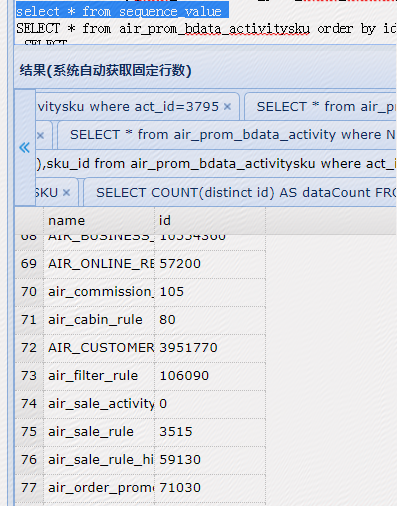 select * from sequence_value
SELECT * from air_prom_bdata_activitysku order by id
SELECT
结果(系统自动获取固定行数)
vitysku where act_id=3795 × SELECT * from air_pr
× SELECT * from air_prom_bdata_activity where N
),sku_id from air_prom_bdata_activitysku where act_i
SKU × SELECT COUNT(distinct id) AS dataCount FRO
name id
68 AIR_BUSINESS_ 10554360
69 AIR_ONLINE_RE 57200
70 air_commission_ 105
71 air_cabin_rule 80
72 AIR_CUSTOMER 3951770
73 air_filter_rule 106090
74 air_sale_activity 0
75 air_sale_rule 3515
76 air_sale_rule_hi 59130
77 air_order_promo 71030